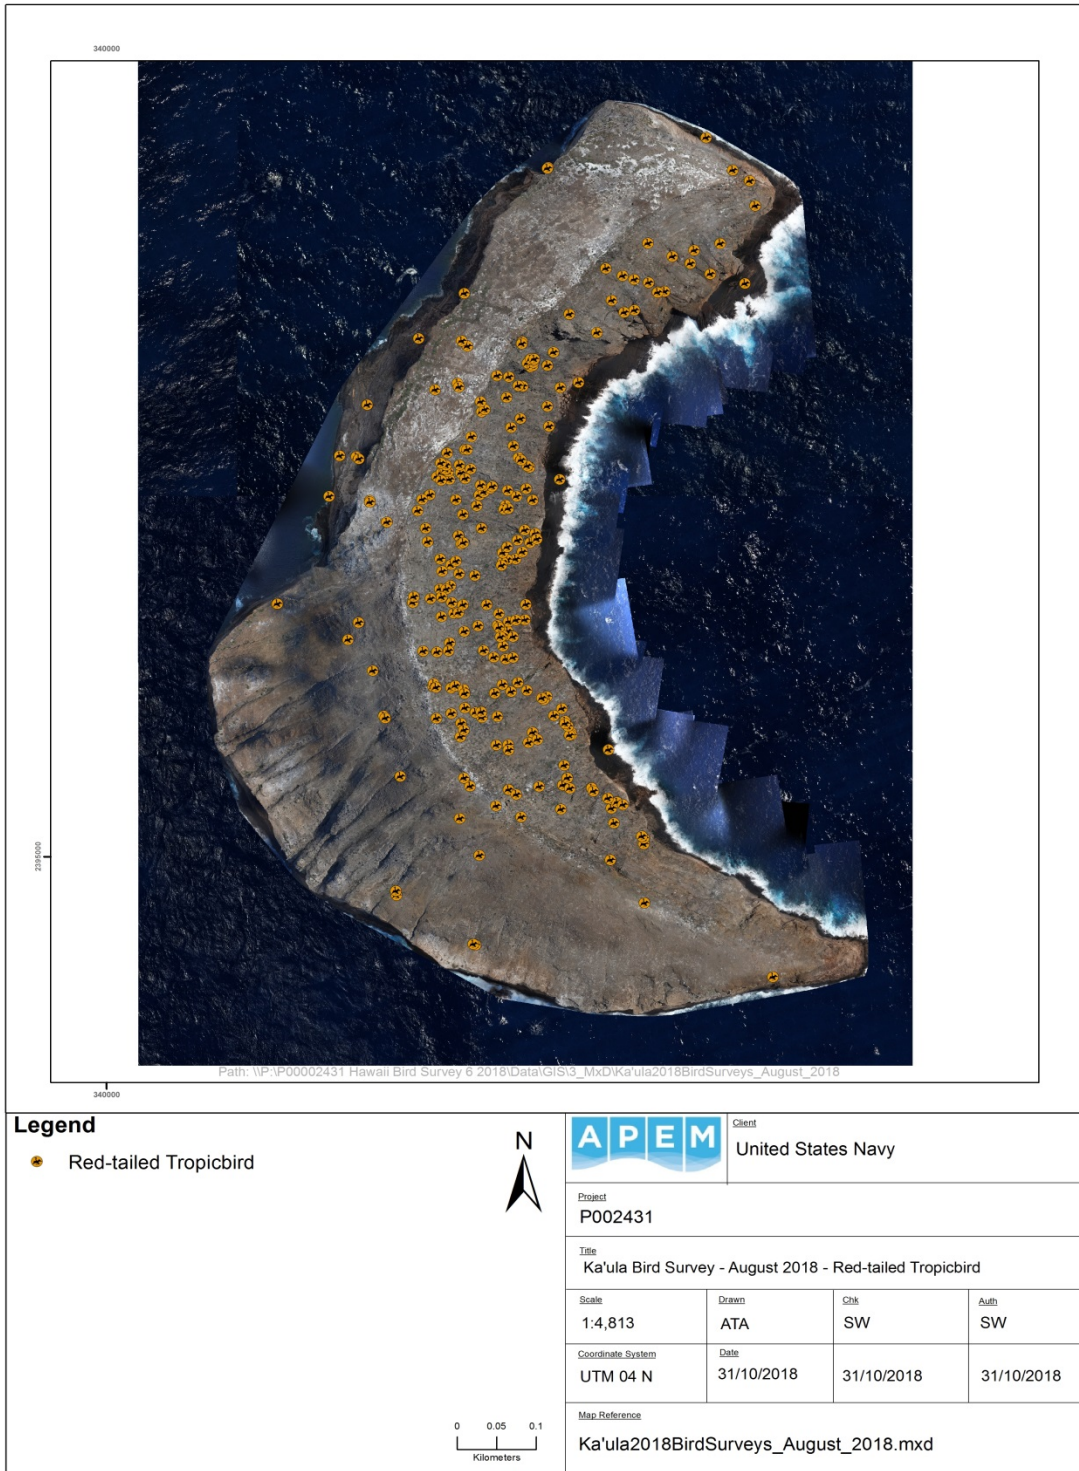 340000
2395000
Path: \\P:\P00002431 Hawaii Bird Survey 6 2018\Data\GIS\3_MxD\Ka'ula2018BirdSurveys_August_2018
340000
Legend
Red-tailed Tropicbird
N
0 0.05 0.1
Kilometers
APEM
Client
United States Navy
Project
P002431
Title
Ka'ula Bird Survey - August 2018 - Red-tailed Tropicbird
Scale Drawn Chk Auth
1:4,813 ATA SW SW
Coordinate System Date
UTM 04 N 31/10/2018 31/10/2018 31/10/2018
Map Reference
Ka'ula2018BirdSurveys_August_2018.mxd